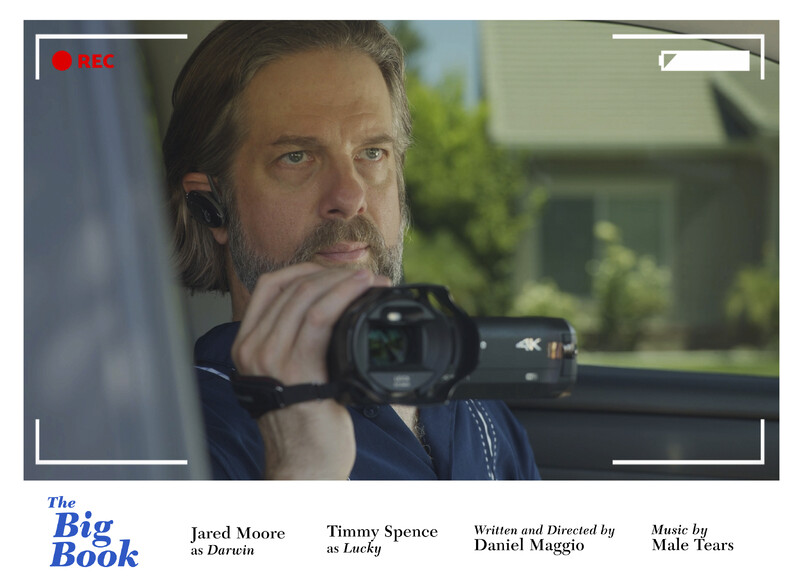 REC
4K
The
Big
Book
Jared Moore
as Darwin
Timmy Spence
as Lucky
Written and Directed by
Daniel Maggio
Music by
Male Tears